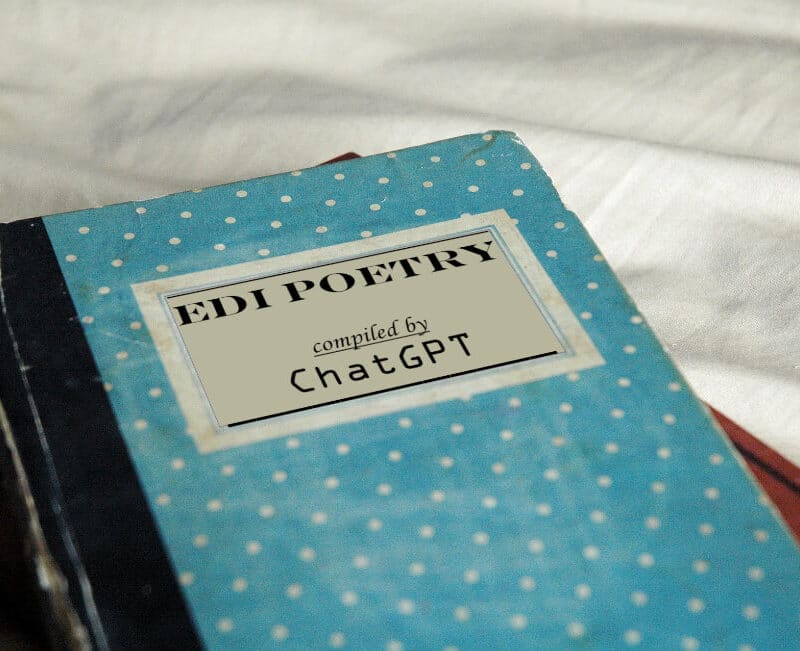 EDI POETRY
compiled by
ChatGPT